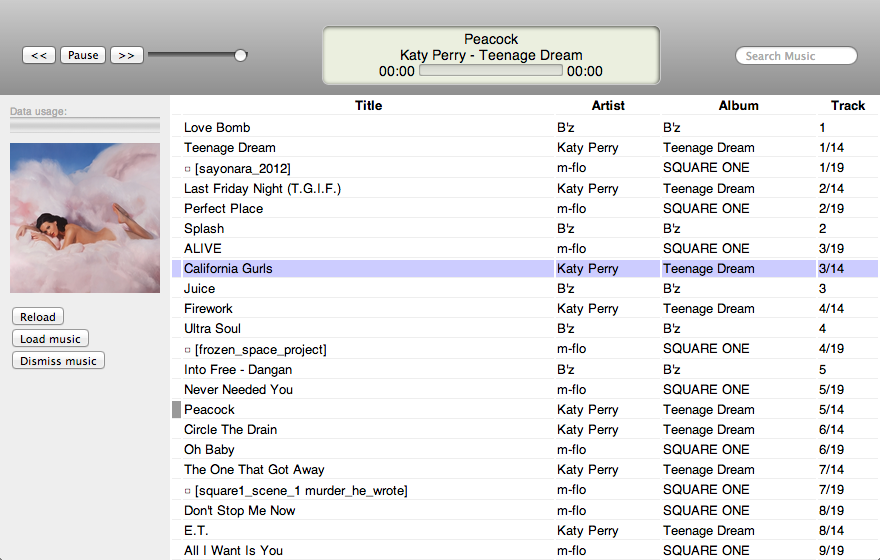 << Pause >>
Peacock
Katy Perry - Teenage Dream
00:00 00:00
Search Music
Data usage:
Reload
Load music
Dismiss music
Title Artist Album Track
Love Bomb B'z B'z 1
Teenage Dream Katy Perry Teenage Dream 1/14
¤ [sayonara_2012] m-flo SQUARE ONE 1/19
Last Friday Night (T.G.I.F.) Katy Perry Teenage Dream 2/14
Perfect Place m-flo SQUARE ONE 2/19
Splash B'z B'z 2
ALIVE m-flo SQUARE ONE 3/19
California Gurls Katy Perry Teenage Dream 3/14
Juice B'z B'z 3
Firework Katy Perry Teenage Dream 4/14
Ultra Soul B'z B'z 4
¤ [frozen_space_project] m-flo SQUARE ONE 4/19
Into Free - Dangan B'z B'z 5
Never Needed You m-flo SQUARE ONE 5/19
Peacock Katy Perry Teenage Dream 5/14
Circle The Drain Katy Perry Teenage Dream 6/14
Oh Baby m-flo SQUARE ONE 6/19
The One That Got Away Katy Perry Teenage Dream 7/14
¤ [square1_scene_1 murder_he_wrote] m-flo SQUARE ONE 7/19
Don't Stop Me Now m-flo SQUARE ONE 8/19
E.T. Katy Perry Teenage Dream 8/14
All I Want Is You m-flo SQUARE ONE 9/19